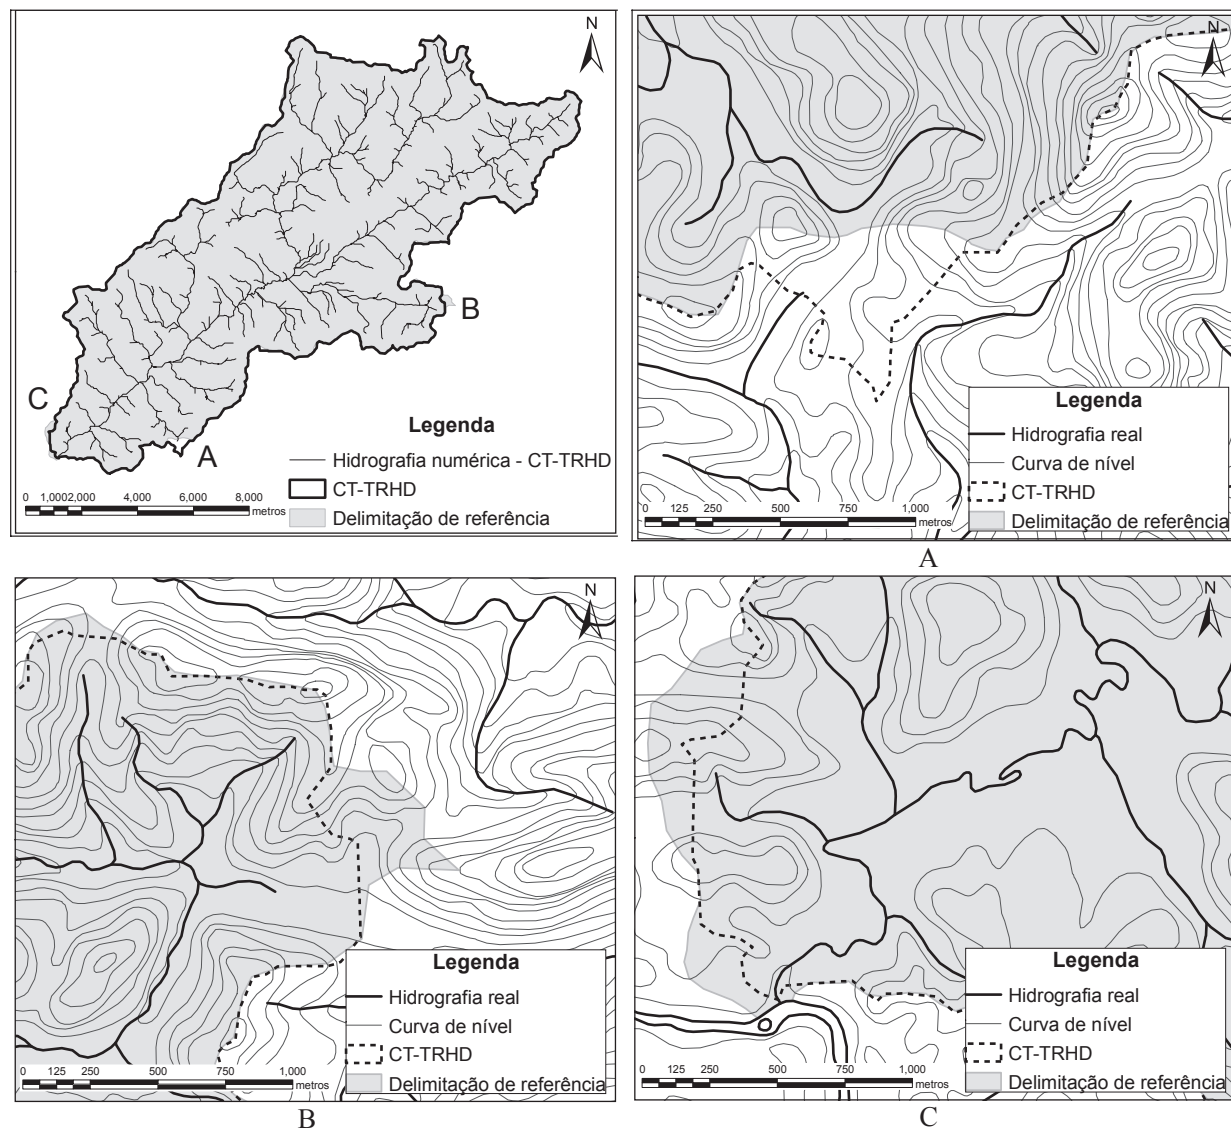 N
B
C
A
Legenda
Hidrografia numérica - CT-TRHD
CT-TRHD
Delimitação de referência
0 1,0002,000 4,000 6,000 8,000
metros
N
Legenda
Hidrografia real
Curva de nível
CT-TRHD
Delimitação de referência
0 125 250 500 750 1,000
metros
A
N
Legenda
Hidrografia real
Curva de nível
CT-TRHD
Delimitação de referência
0 125 250 500 750 1,000
metros
B
N
Legenda
Hidrografia real
Curva de nível
CT-TRHD
Delimitação de referência
0 125 250 500 750 1,000
metros
C